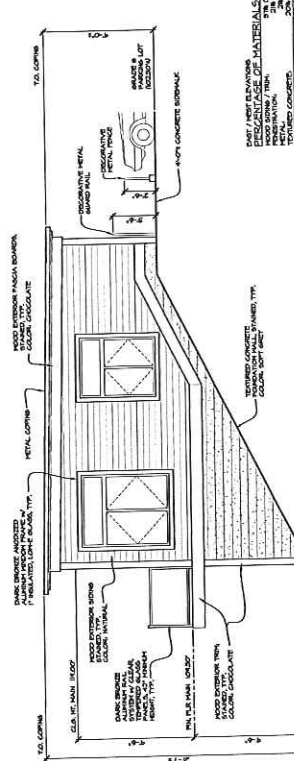 T.O. COPING
T.O. COPING
METAL COPING
WOOD EXTERIOR FASCIA BOARDS,
STAINED, TYP.
COLOR: CHOCOLATE
DARK BRONZE ANODIZED
ALUMINUM WINDOW FRAME W/
1" INSULATED, LOW-E GLASS, TYP.
CLG. HT. MAIN
WOOD EXTERIOR SIDING
STAINED, TYP.
COLOR: NATURAL
DARK BRONZE
ALUMINUM RAIL
SYSTEM W/ CLEAR,
TEMPERED GLASS
PANELS, 42" MINIMUM
HEIGHT, TYP.
FIN. FLR MAIN
WOOD EXTERIOR TRIM,
STAINED, TYP.
COLOR: CHOCOLATE
TEXTURED CONCRETE
FOUNDATION WALL, STAINED, TYP.
COLOR: SOFT GREY
DECORATIVE METAL
GUARD RAIL
DECORATIVE
METAL FENCE
GRADE @
PARKING LOT
CONCRETE SIDEWALK
3'-6"
EAST / WEST ELEVATIONS
PERCENTAGE OF MATERIALS
WOOD SIDING / TRIM:
FENESTRATION:
METAL:
TEXTURED CONCRETE: